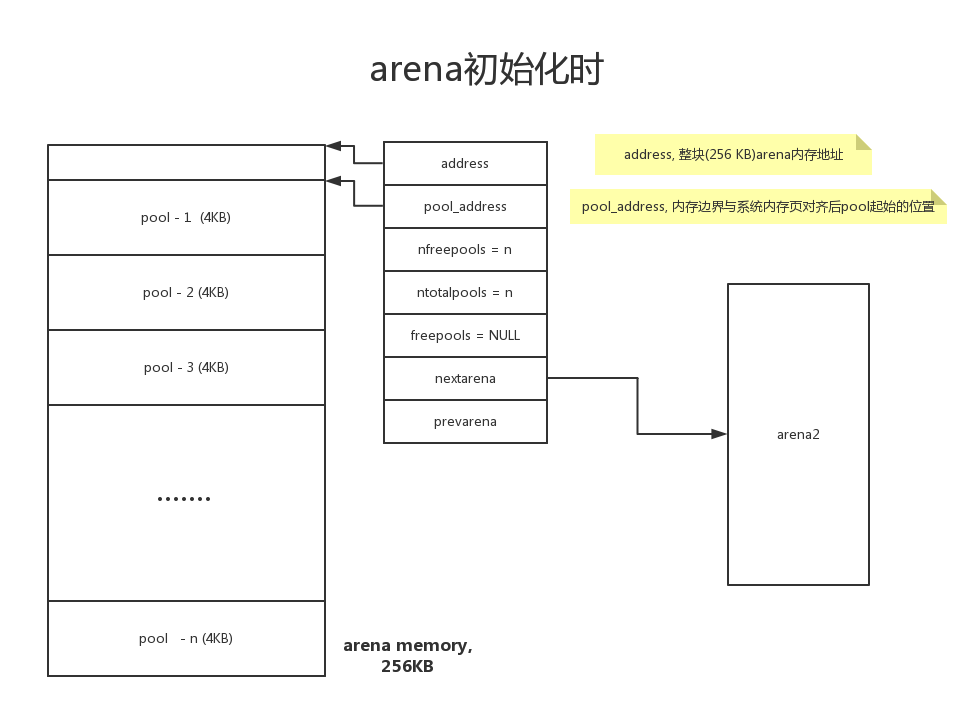 arena初始化时
address
address, 整块(256 KB)arena内存地址
pool - 1 (4KB)
pool_address
pool_address, 内存边界与系统内存页对齐后pool起始的位置
nfreepools = n
pool - 2 (4KB)
ntotalpools = n
freepools = NULL
pool - 3 (4KB)
nextarena
prevarena
arena2
.......
pool - n (4KB)
arena memory,
256KB